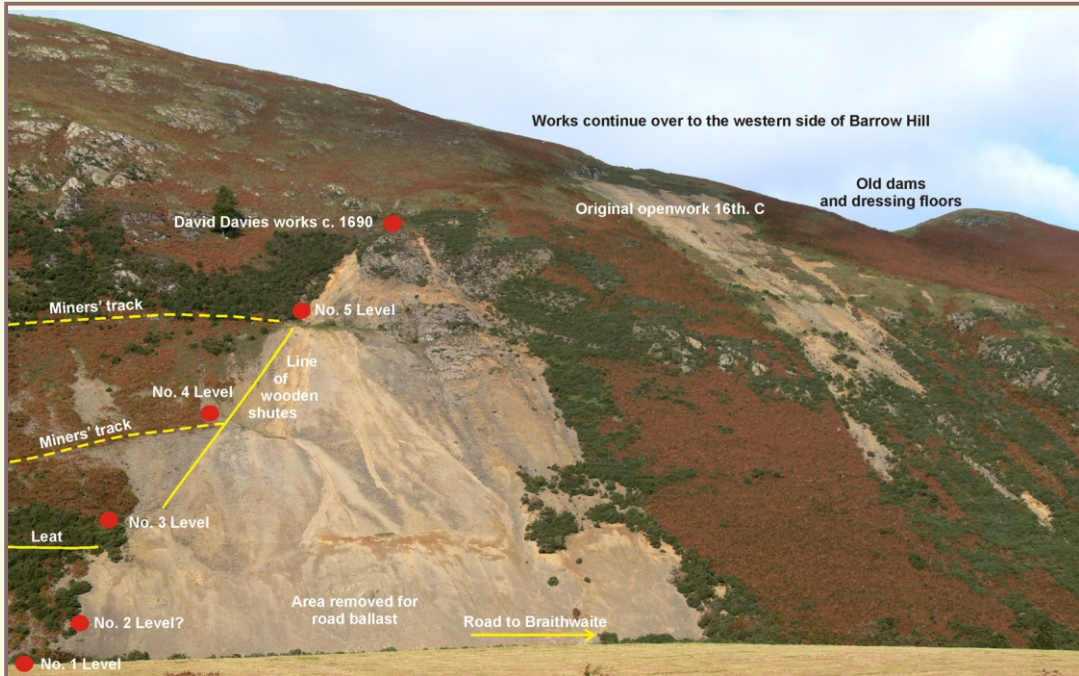 Works continue over to the western side of Barrow Hill
Old dams
and dressing floors
Original openwork 16th. C
David Davies works c. 1690
Miners' track
No. 5 Level
Line
of
wooden
shutes
No. 4 Level
Miners' track
No. 3 Level
Leat
Area removed for
road ballast
No. 2 Level?
Road to Braithwaite
No. 1 Level